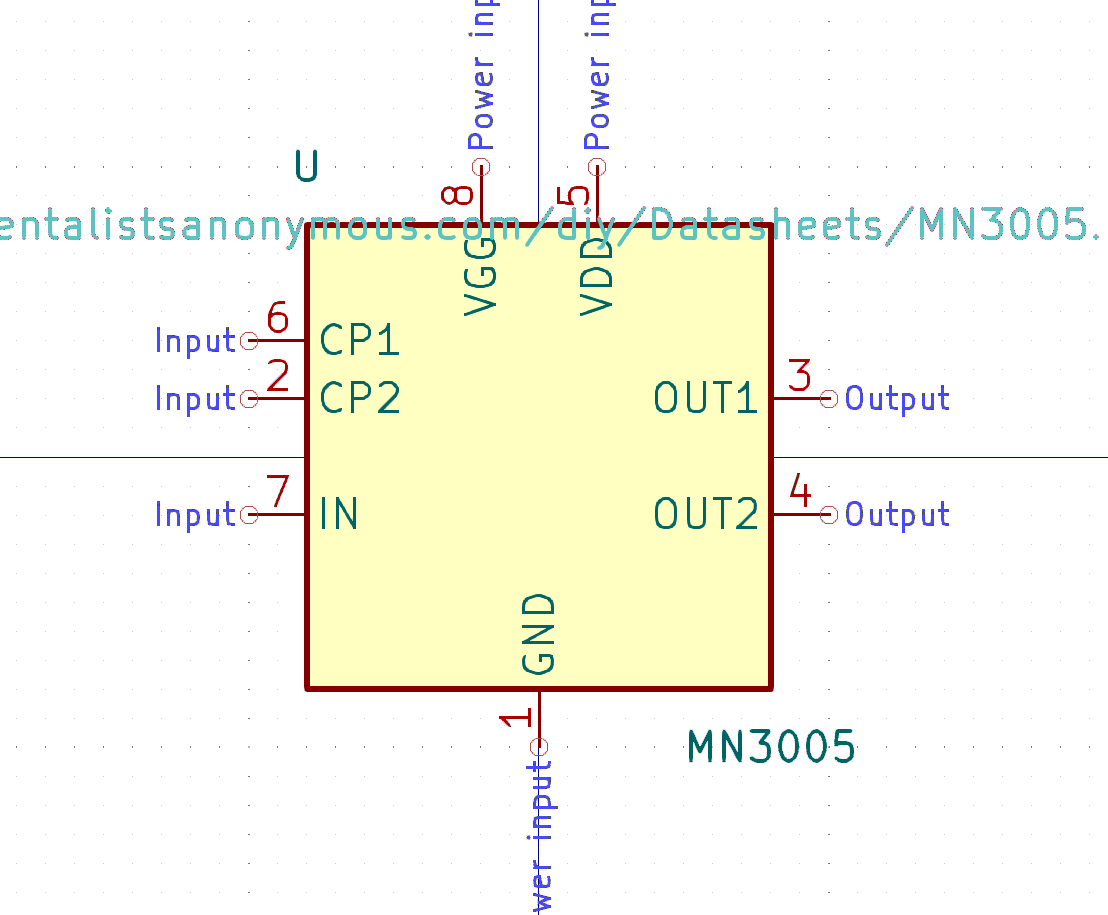 Power inp
Power inp
U
8
5
entalistsanonymous.com/diy/Datasheets/MN3005.
VGG
VDD
Input 6 CP1
Input 2 CP2
OUT1 3 Output
Input 7 IN
OUT2 4 Output
GND
1
MN3005
wer input